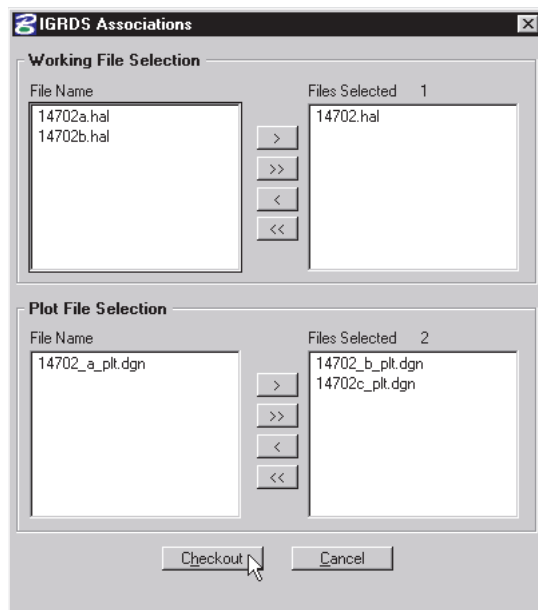 IGRDS Associations
Working File Selection
File Name
Files Selected 1
14702a.hal
14702b.hal
14702.hal
>
>>
<
<<
Plot File Selection
File Name
Files Selected 2
14702_a_plt.dgn
14702_b_plt.dgn
14702c_plt.dgn
>
>>
<
<<
Checkout
Cancel